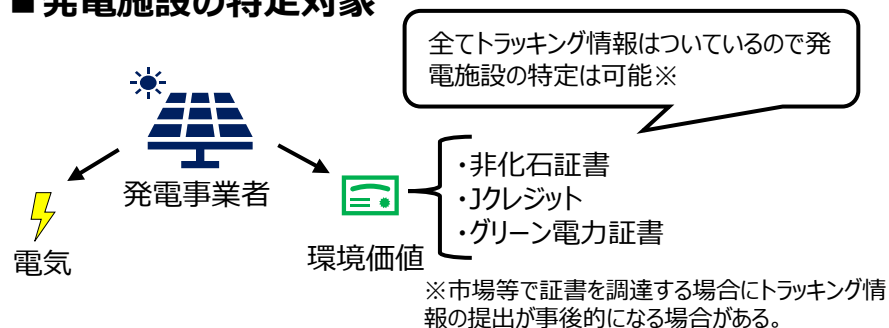 ■発電施設の特定対象
全てトラッキング情報はついているので発
電施設の特定は可能※
発電事業者
・非化石証書
・Jクレジット
・グリーン電力証書
電気
環境価値
※市場等で証書を調達する場合にトラッキング情
報の提出が事後的になる場合がある。